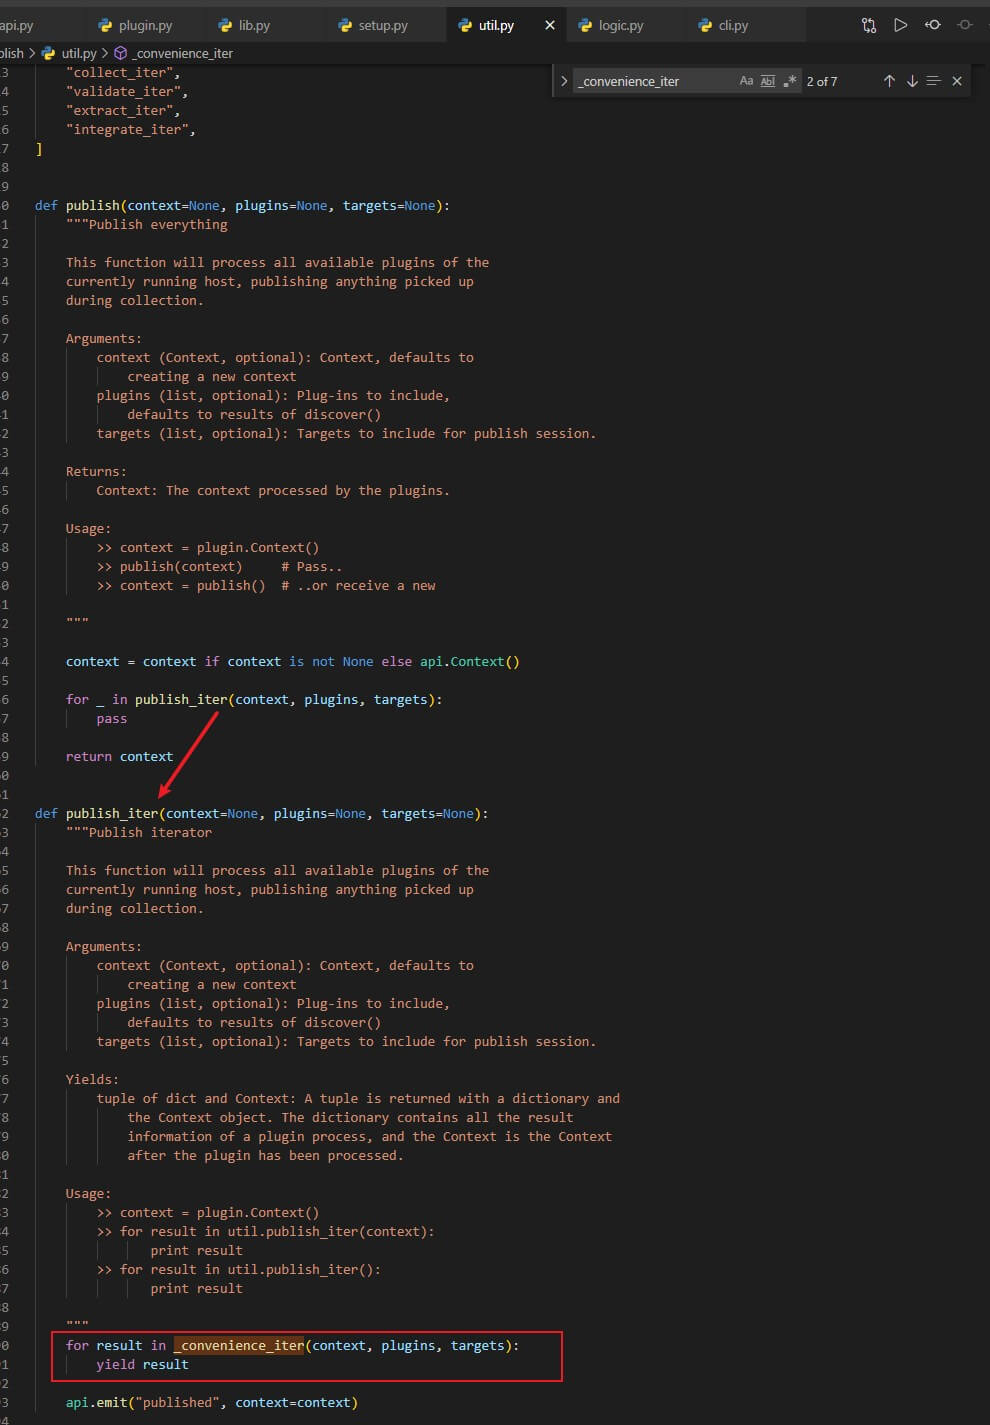 api.py plugin.py lib.py setup.py util.py logic.py cli.py
blish > util.py > _convenience_iter
_convenience_iter Aa Abl .* 2 of 7
3 "collect_iter",
4 "validate_iter",
5 "extract_iter",
6 "integrate_iter",
7 ]
8
9
0 def publish(context=None, plugins=None, targets=None):
1 """Publish everything
2
3 This function will process all available plugins of the
4 currently running host, publishing anything picked up
5 during collection.
6
7 Arguments:
8 context (Context, optional): Context, defaults to
9 creating a new context
0 plugins (list, optional): Plug-ins to include,
1 defaults to results of discover()
2 targets (list, optional): Targets to include for publish session.
3
4 Returns:
5 Context: The context processed by the plugins.
6
7 Usage:
8 >> context = plugin.Context()
9 >> publish(context) # Pass..
0 >> context = publish() # ..or receive a new
1
2 """
3
4 context = context if context is not None else api.Context()
5
6 for _ in publish_iter(context, plugins, targets):
7 pass
8
9 return context
0
1
2 def publish_iter(context=None, plugins=None, targets=None):
3 """Publish iterator
4
5 This function will process all available plugins of the
6 currently running host, publishing anything picked up
7 during collection.
8
9 Arguments:
0 context (Context, optional): Context, defaults to
1 creating a new context
2 plugins (list, optional): Plug-ins to include,
3 defaults to results of discover()
4 targets (list, optional): Targets to include for publish session.
5
6 Yields:
7 tuple of dict and Context: A tuple is returned with a dictionary and
8 the Context object. The dictionary contains all the result
9 information of a plugin process, and the Context is the Context
0 after the plugin has been processed.
1
2 Usage:
3 >> context = plugin.Context()
4 >> for result in util.publish_iter(context):
5 print result
6 >> for result in util.publish_iter():
7 print result
8
9 """
0 for result in _convenience_iter(context, plugins, targets):
1 yield result
2
3 api.emit("published", context=context)
4